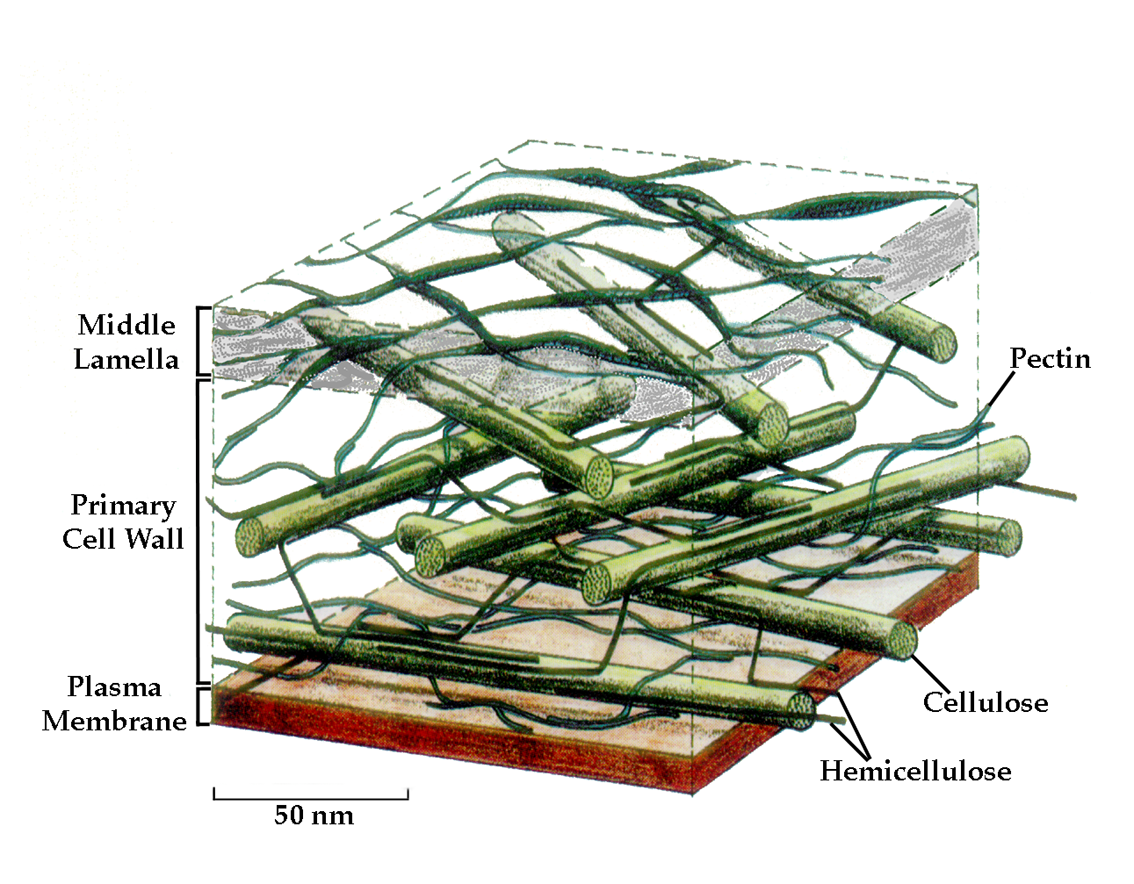 Middle
Lamella
Pectin
Primary
Cell Wall
Plasma
Membrane
Cellulose
Hemicellulose
50 nm